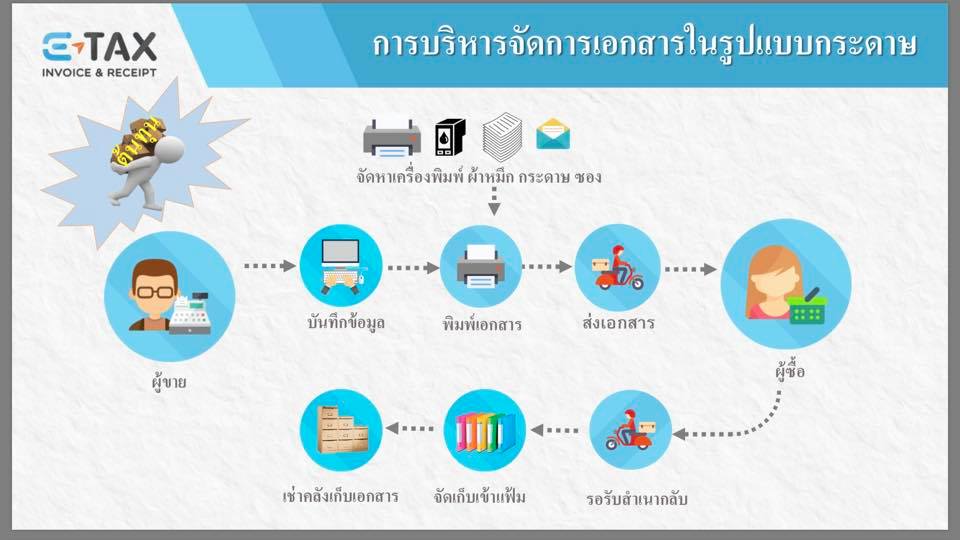 E-TAX
INVOICE & RECEIPT
การบริหารจัดการเอกสารในรูปแบบกระดาษ
ต้นทุน
จัดหาเครื่องพิมพ์ ผ้าหมึก กระดาษ ซอง
บันทึกข้อมูล
พิมพ์เอกสาร
ส่งเอกสาร
ผู้ขาย
ผู้ซื้อ
เช่าคลังเก็บเอกสาร
จัดเก็บเข้าแฟ้ม
รอรับสำเนากลับ